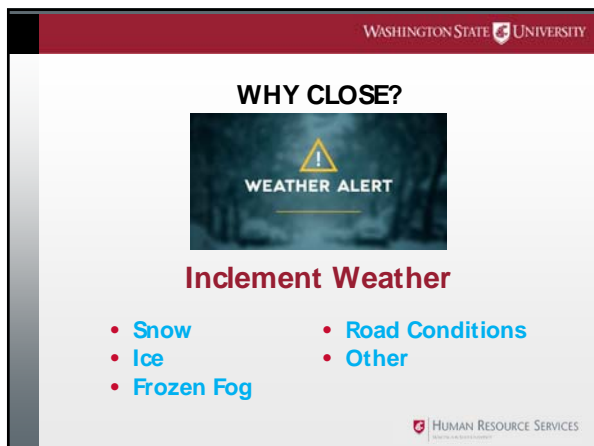 WASHINGTON STATE UNIVERSITY
WHY CLOSE?
!
WEATHER ALERT
Inclement Weather
• Snow
• Ice
• Frozen Fog
• Road Conditions
• Other
HUMAN RESOURCE SERVICES